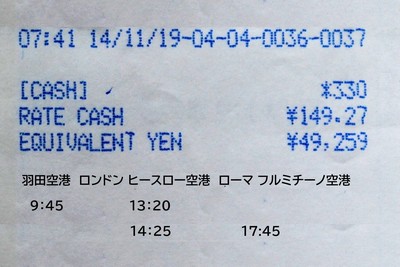 07:41 14/11/19-04-04-0036-0037
[CASH] *330
RATE CASH ¥149.27
EQUIVALENT YEN ¥49,259
羽田空港 ロンドン ヒースロー空港 ローマ フルミチーノ空港
9:45 13:20
14:25 17:45